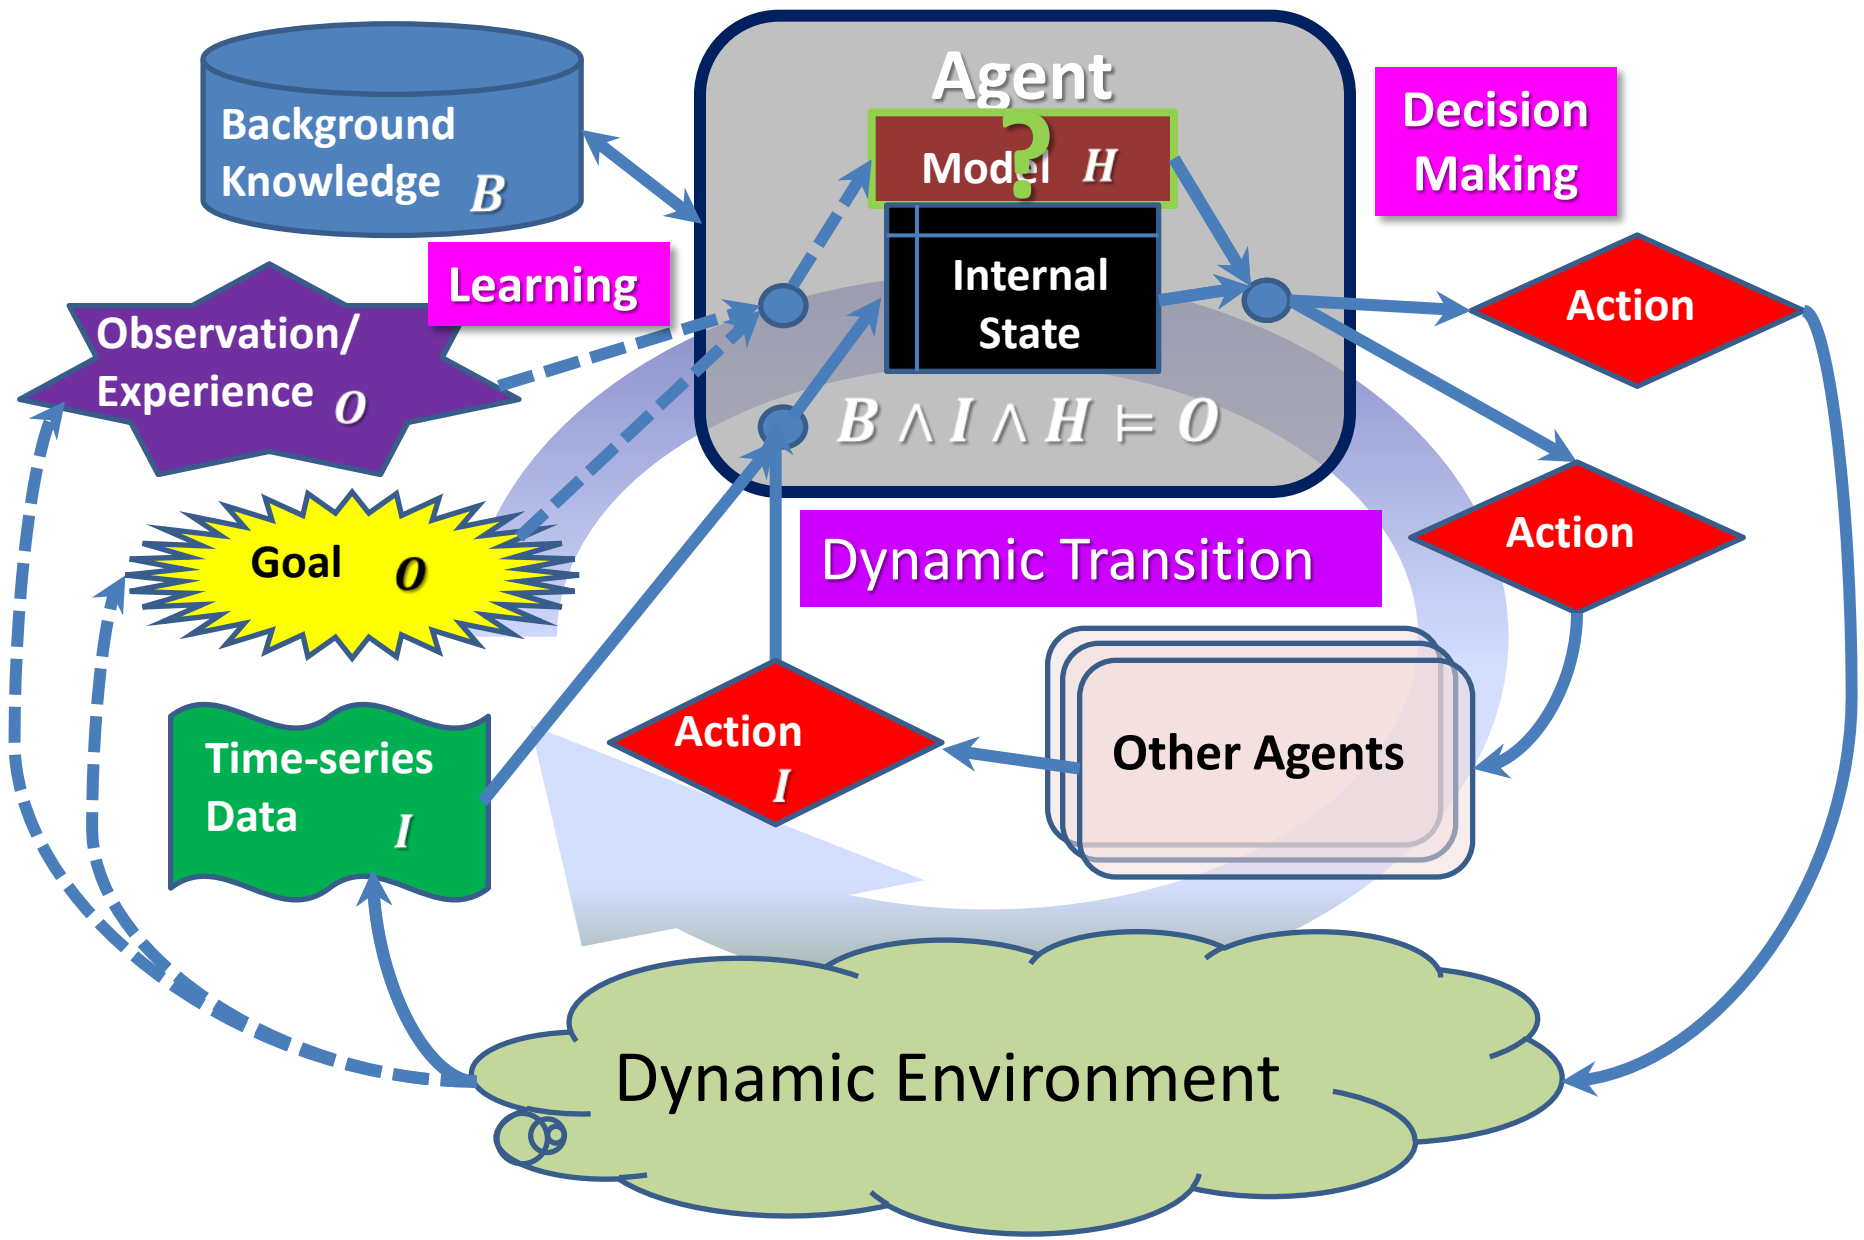 Agent
?
Model H
Background
Knowledge B
Decision
Making
Learning
Internal
State
Observation/
Experience O
Action
B ∧ I ∧ H ⊨ O
Goal O
Dynamic Transition
Action
Time-series
Data I
Action
I
Other Agents
Dynamic Environment